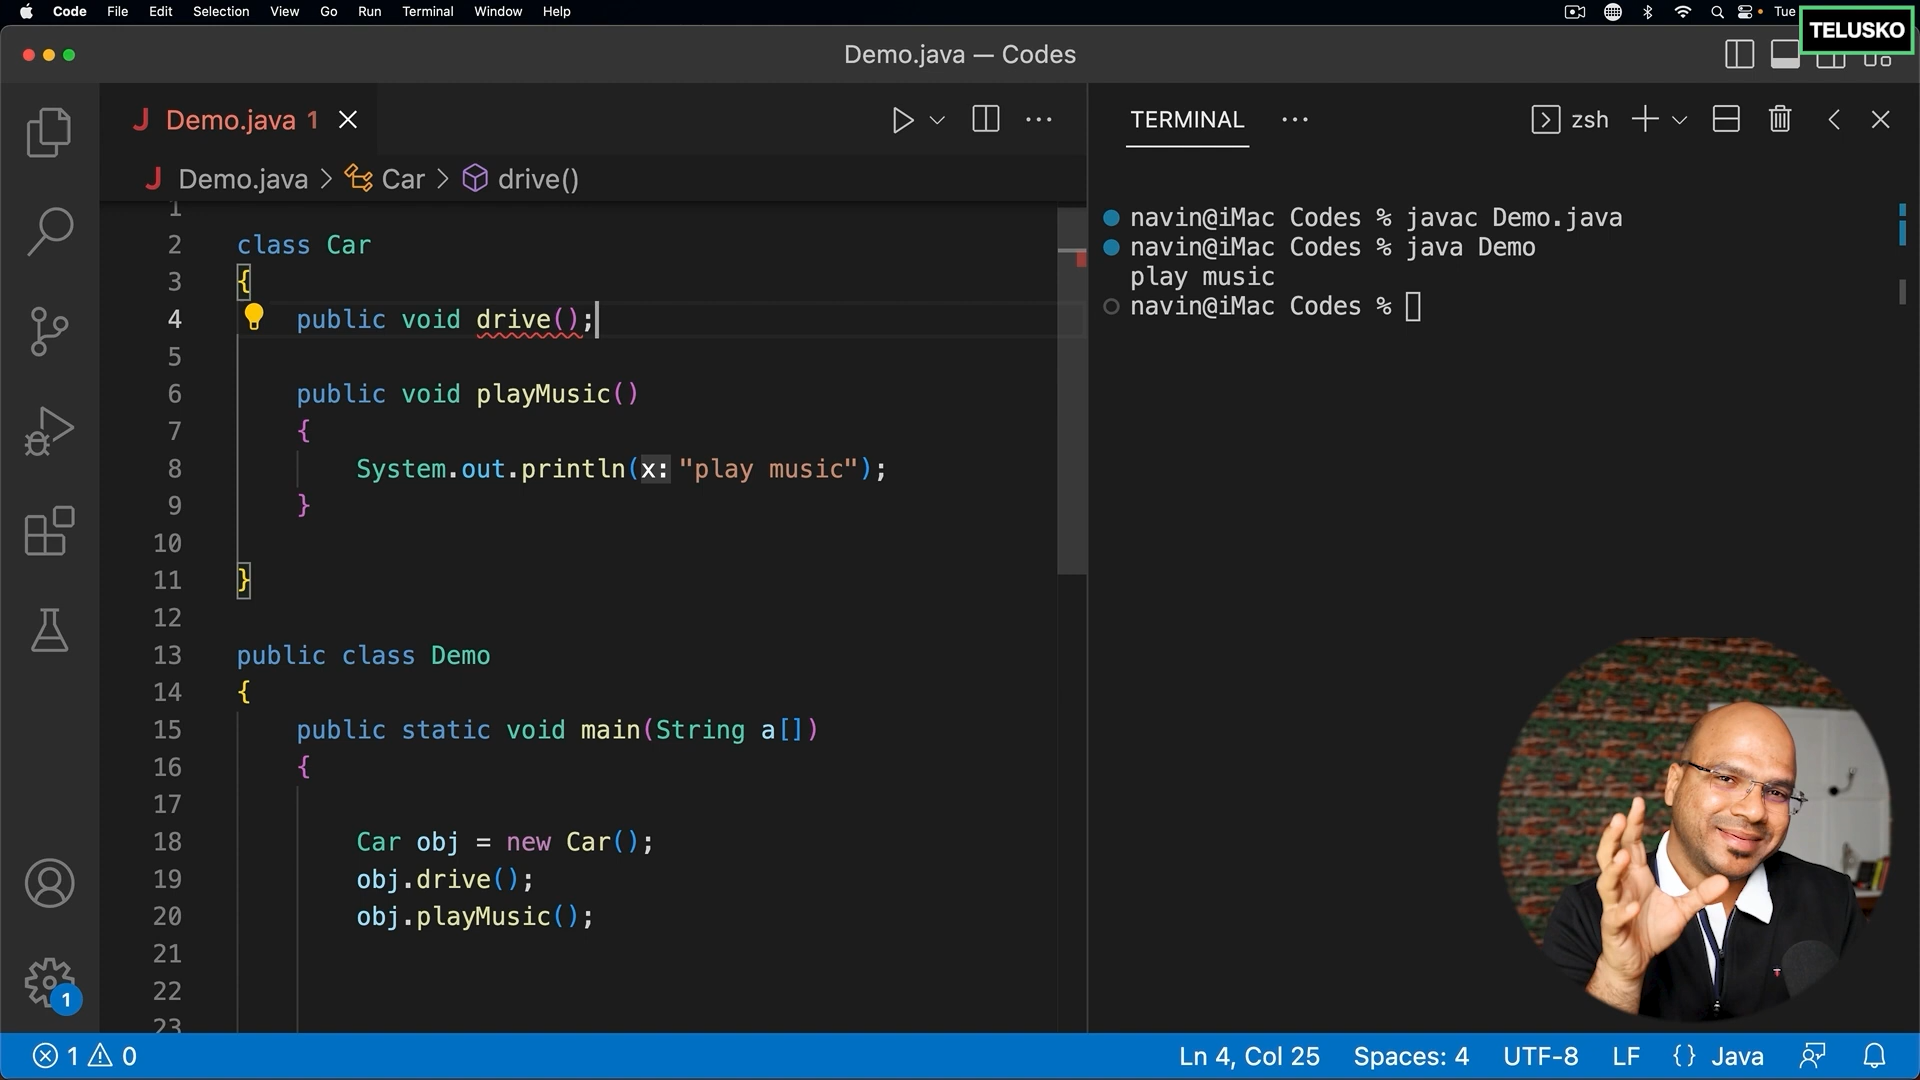 Code File Edit Selection View Go Run Terminal Window Help Tue
TELUSKO
Demo.java — Codes
Demo.java 1
TERMINAL
zsh
Demo.java > Car > drive()
1
2 class Car
3 {
4 public void drive();
5
6 public void playMusic()
7 {
8 System.out.println(x: "play music");
9 }
10
11 }
12
13 public class Demo
14 {
15 public static void main(String a[])
16 {
17
18 Car obj = new Car();
19 obj.drive();
20 obj.playMusic();
21
22
23
navin@iMac Codes % javac Demo.java
navin@iMac Codes % java Demo
play music
navin@iMac Codes %
1
1 0
Ln 4, Col 25 Spaces: 4 UTF-8 LF {} Java